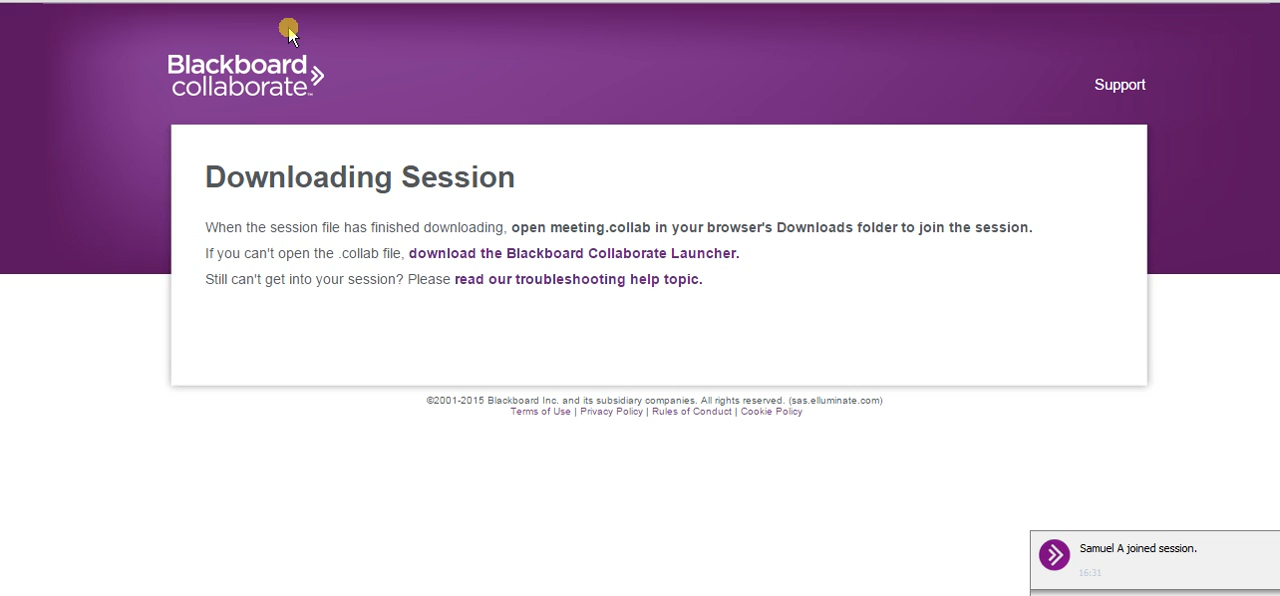 Blackboard
collaborate™
Support
Downloading Session
When the session file has finished downloading, open meeting.collab in your browser's Downloads folder to join the session.
If you can't open the .collab file, download the Blackboard Collaborate Launcher.
Still can't get into your session? Please read our troubleshooting help topic.
©2001-2015 Blackboard Inc. and its subsidiary companies. All rights reserved. (sas.elluminate.com)
Terms of Use | Privacy Policy | Rules of Conduct | Cookie Policy
Samuel A joined session.
16:31